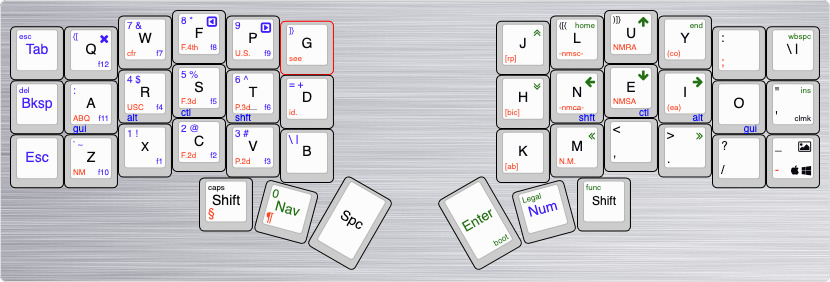 esc
Tab
({[
Q
f12
7 &
W
cfr f7
8 *
F
F.4th f8
9
P
U.S. f9
]})
G
see
J
[rp]
([{( home
L
-nmsc-
)]})
U
NMRA
end
Y
(co)
:
;
wbspc
\ |
del
Bksp
:
A
ABQ f11
gui
4 $
R
USC f4
alt
5 %
S
F.3d f5
ctl
6 ^
T
P.3d... f6
shft
= +
D
id.
H
[bic]
N
-nmca-
shft
E
NMSA
ctl
I
(ea)
alt
O
gui
" ins
'
clmk
Esc
` ~
Z
NM f10
1 !
X
f1
2 @
C
F.2d f2
3 #
V
P.2d f3
\ |
B
K
[ab]
M
N.M.
<
,
>
.
?
/
_
-
caps
Shift
§
0
Nav
¶
Spc
Enter
boot
Legal
Num
func
Shift